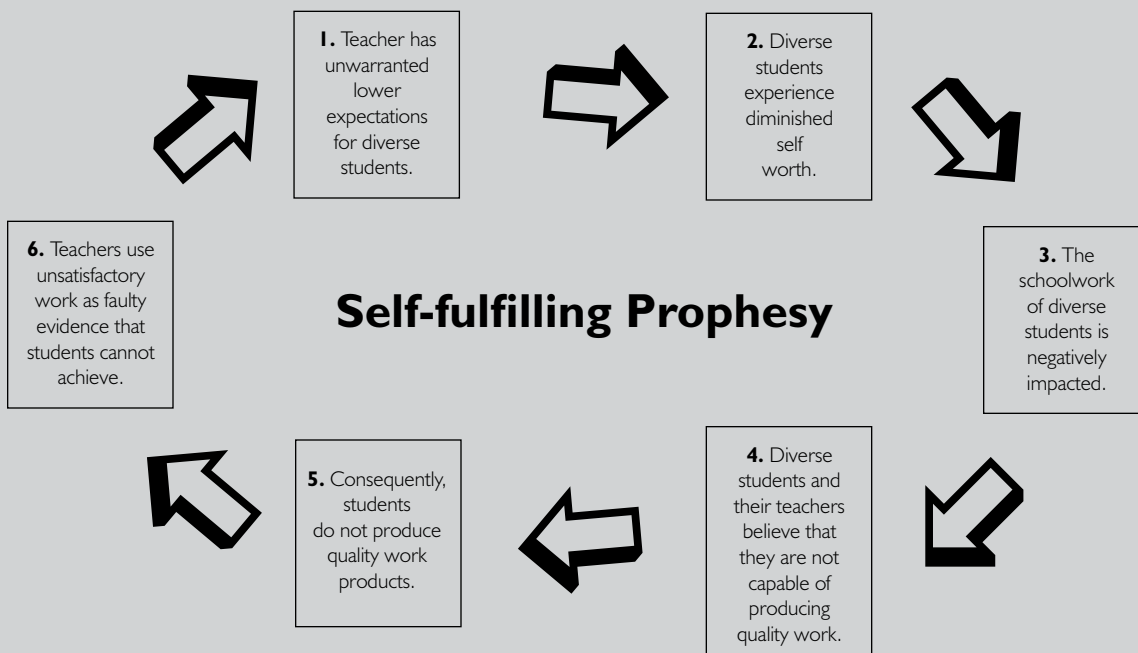 1. Teacher has
unwarranted
lower
expectations
for diverse
students.
2. Diverse
students
experience
diminished
self
worth.
3. The
schoolwork
of diverse
students is
negatively
impacted.
4. Diverse
students and
their teachers
believe that
they are not
capable of
producing
quality work.
5. Consequently,
students
do not produce
quality work
products.
6. Teachers use
unsatisfactory
work as faulty
evidence that
students cannot
achieve.
Self-fulfilling Prophesy